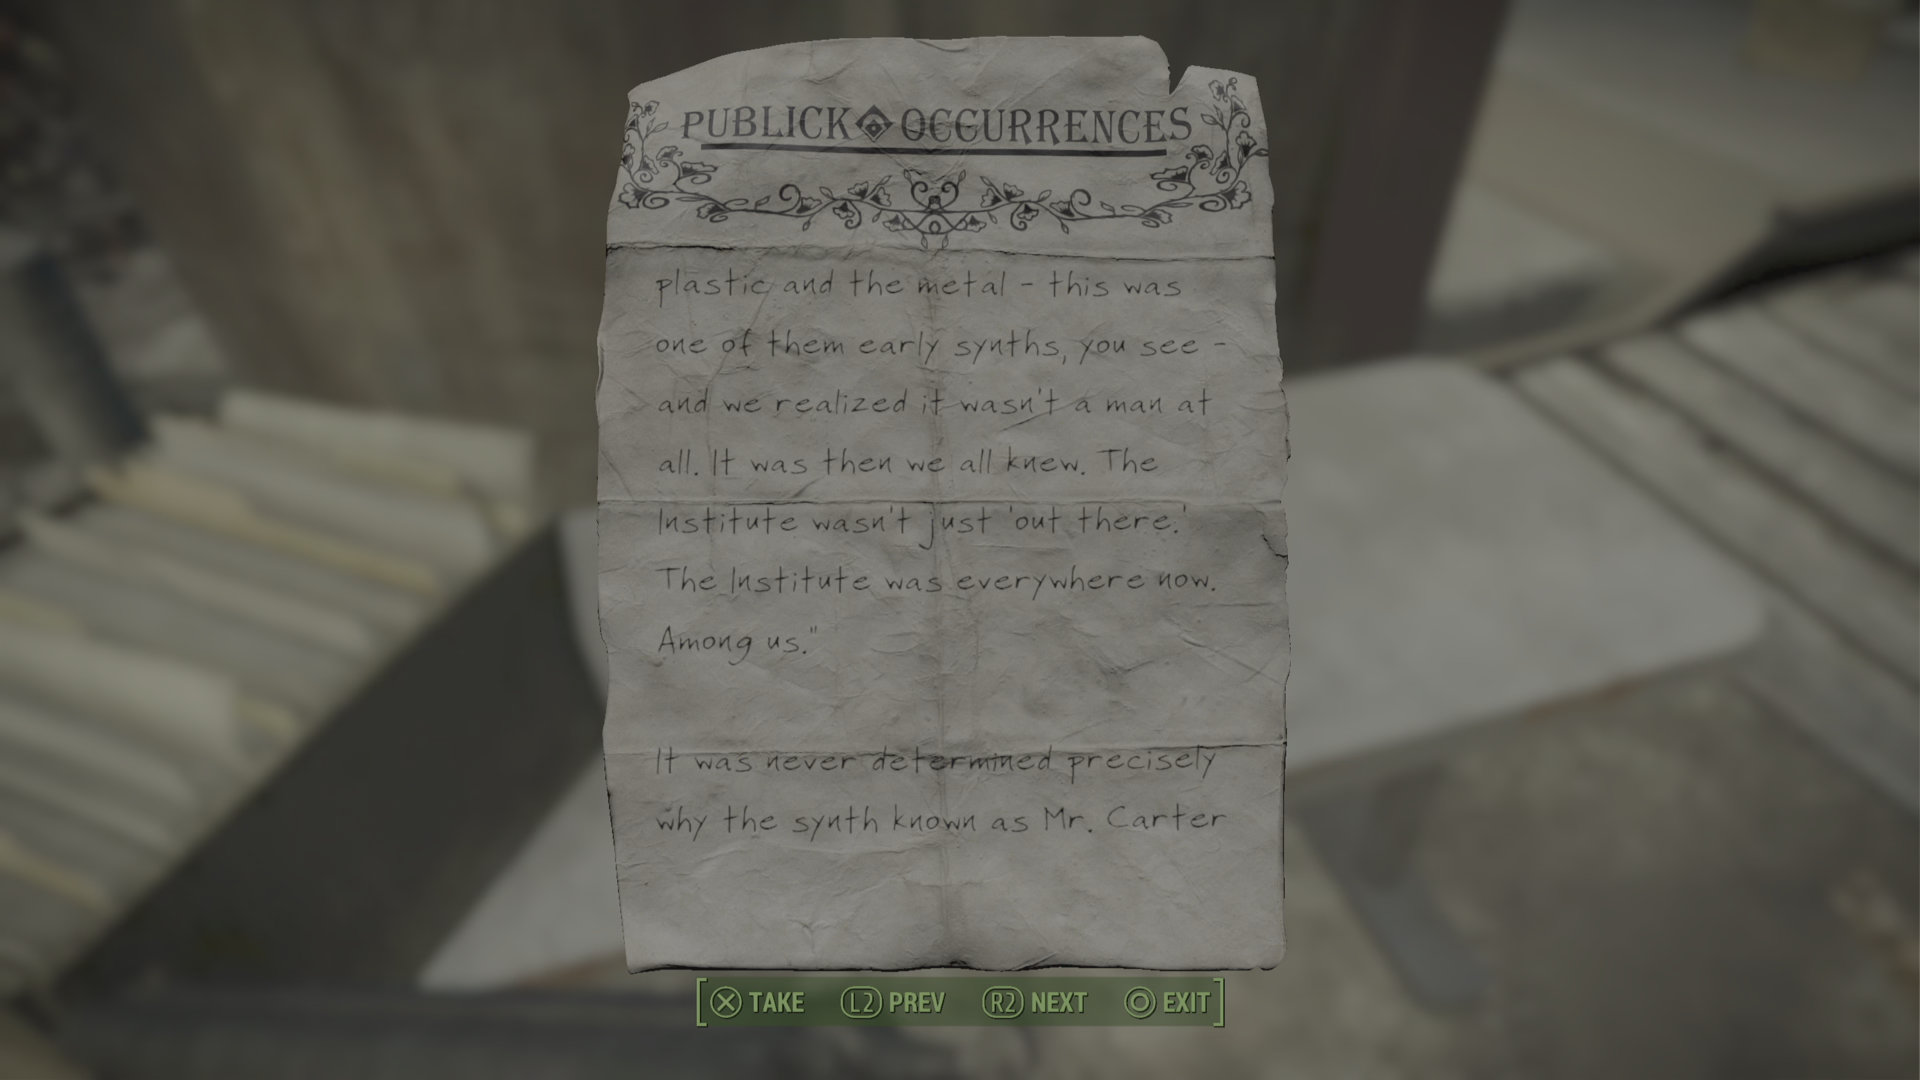 PUBLICK OCCURRENCES
plastic and the metal - this was
one of them early synths, you see -
and we realized it wasn't a man at
all. It was then we all knew. The
Institute wasn't just 'out there.'
The Institute was everywhere now.
Among us."
It was never determined precisely
why the synth known as Mr. Carter
TAKE L2 PREV R2 NEXT EXIT